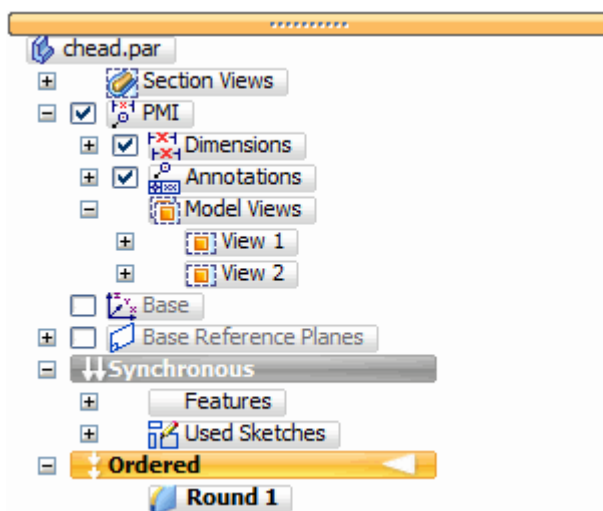 chead.par
Section Views
PMI
Dimensions
Annotations
Model Views
View 1
View 2
Base
Base Reference Planes
Synchronous
Features
Used Sketches
Ordered
Round 1